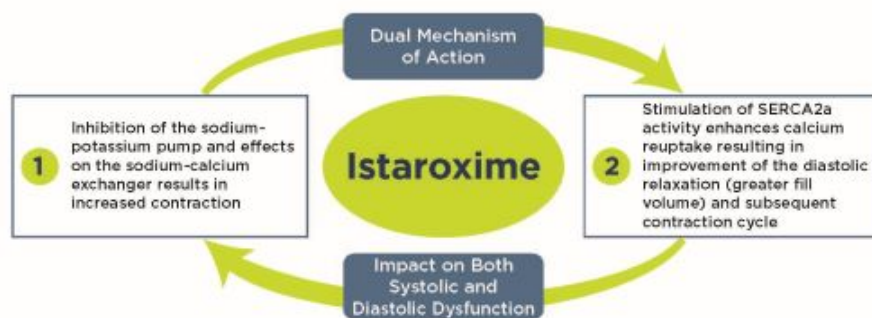 Dual Mechanism
of Action
1
Inhibition of the sodium-
potassium pump and effects
on the sodium-calcium
exchanger results in
increased contraction
Istaroxime
2
Stimulation of SERCA2a
activity enhances calcium
reuptake resulting in
improvement of the diastolic
relaxation (greater fill
volume) and subsequent
contraction cycle
Impact on Both
Systolic and
Diastolic Dysfunction